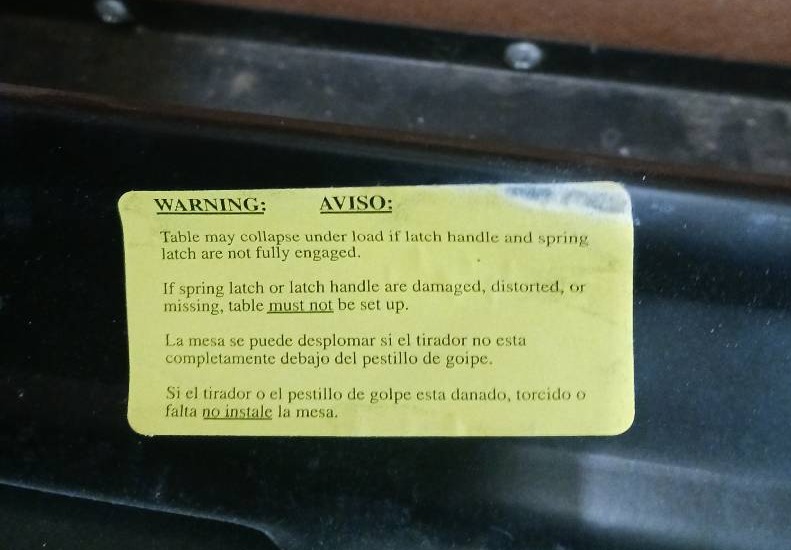 WARNING: AVISO:
Table may collapse under load if latch handle and spring
latch are not fully engaged.
If spring latch or latch handle are damaged, distorted, or
missing, table must not be set up.
La mesa se puede desplomar si el tirador no esta
completamente debajo del pestillo de goipe.
Si el tirador o el pestillo de golpe esta danado, torcido o
falta no instale la mesa.